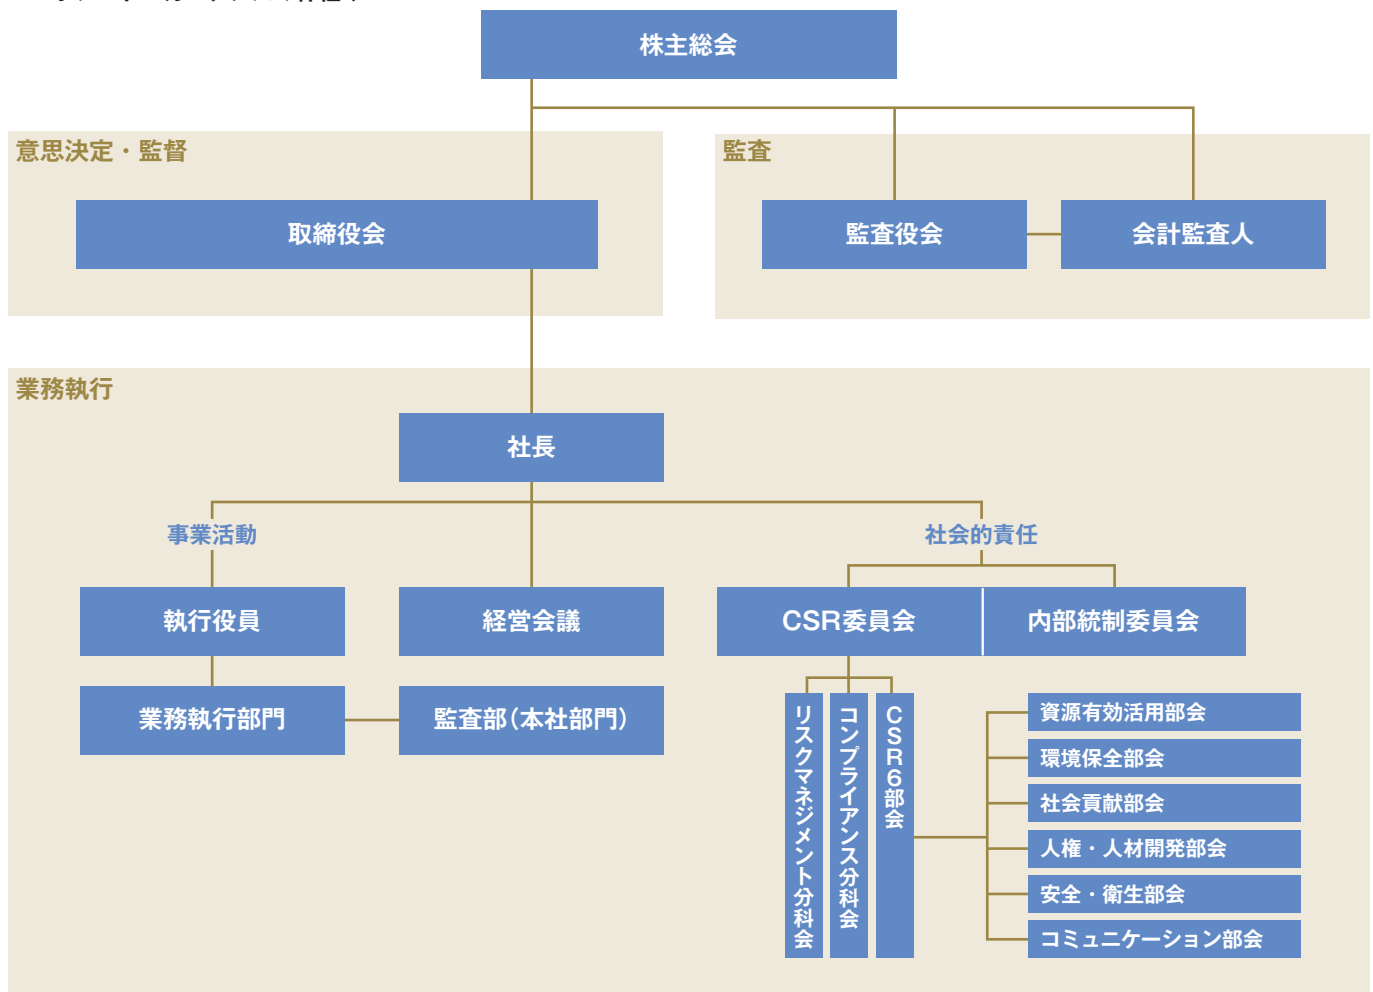 株主総会
意思決定・監督
監査
取締役会
監査役会
会計監査人
業務執行
社長
事業活動
社会的責任
執行役員
経営会議
CSR委員会
内部統制委員会
業務執行部門
監査部(本社部門)
リスクマネジメント分科会
コンプライアンス分科会
CSR6部会
資源有効活用部会
環境保全部会
社会貢献部会
人権・人材開発部会
安全・衛生部会
コミュニケーション部会